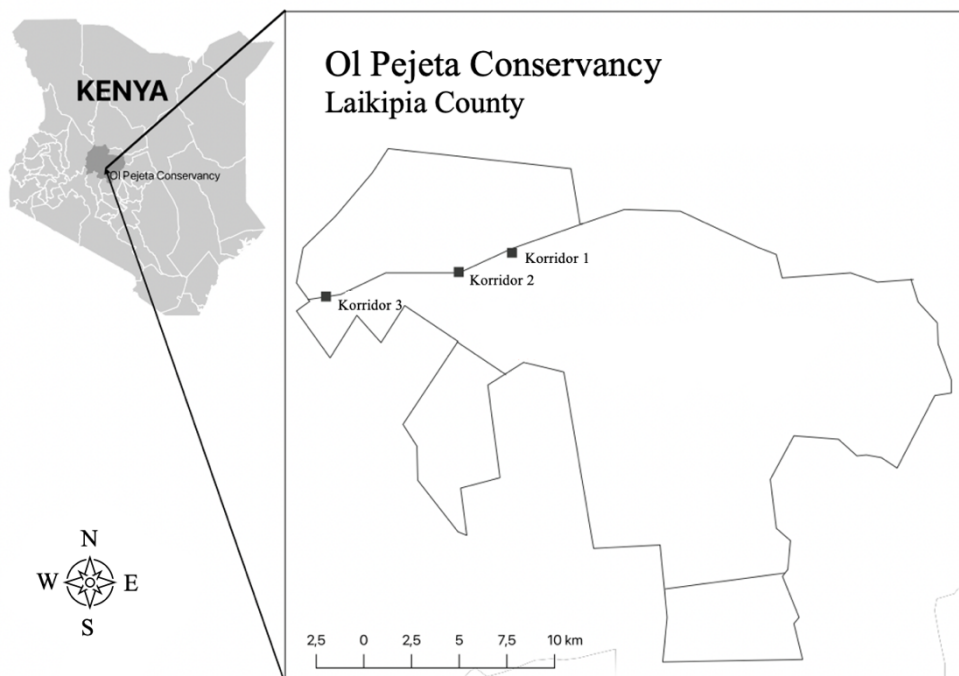 KENYA
Ol Pejeta Conservancy
Ol Pejeta Conservancy
Laikipia County
Korridor 1
Korridor 2
Korridor 3
N
W E
S
2,5 0 2,5 5 7,5 10 km